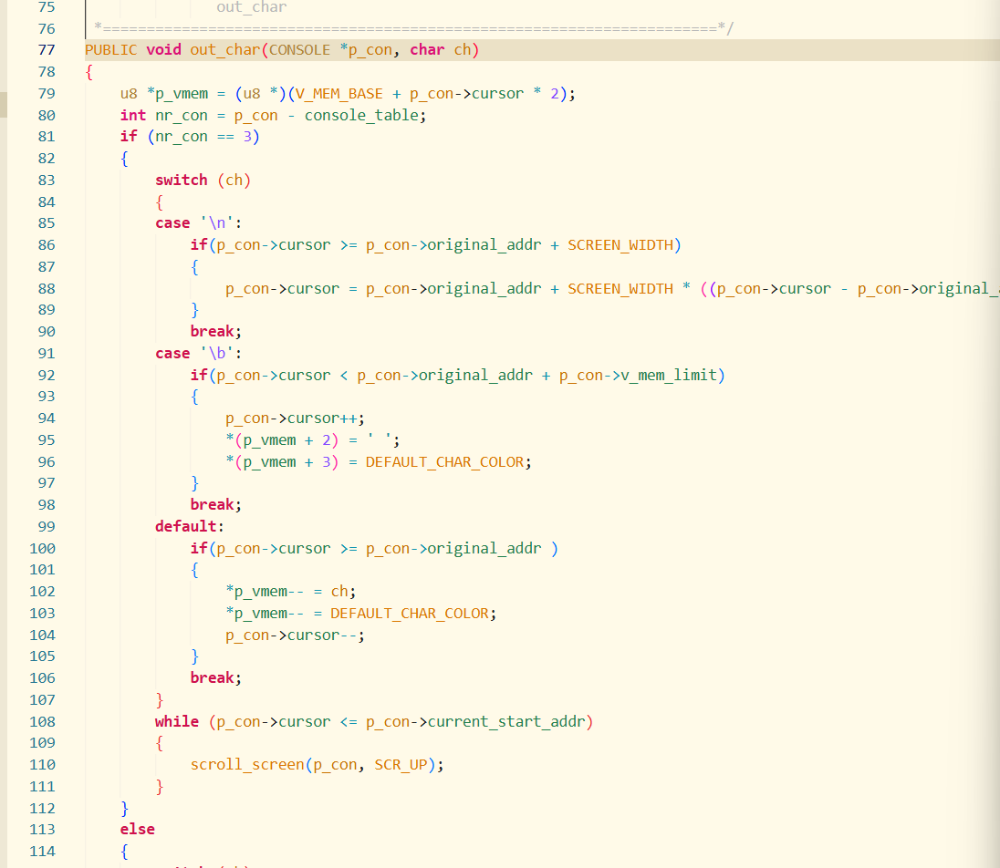 75 out_char
76 *======================================================================*/
77 PUBLIC void out_char(CONSOLE *p_con, char ch)
78 {
79 u8 *p_vmem = (u8 *)(V_MEM_BASE + p_con->cursor * 2);
80 int nr_con = p_con - console_table;
81 if (nr_con == 3)
82 {
83 switch (ch)
84 {
85 case '\n':
86 if(p_con->cursor >= p_con->original_addr + SCREEN_WIDTH)
87 {
88 p_con->cursor = p_con->original_addr + SCREEN_WIDTH * ((p_con->cursor - p_con->original_
89 }
90 break;
91 case '\b':
92 if(p_con->cursor < p_con->original_addr + p_con->v_mem_limit)
93 {
94 p_con->cursor++;
95 *(p_vmem + 2) = ' ';
96 *(p_vmem + 3) = DEFAULT_CHAR_COLOR;
97 }
98 break;
99 default:
100 if(p_con->cursor >= p_con->original_addr )
101 {
102 *p_vmem-- = ch;
103 *p_vmem-- = DEFAULT_CHAR_COLOR;
104 p_con->cursor--;
105 }
106 break;
107 }
108 while (p_con->cursor <= p_con->current_start_addr)
109 {
110 scroll_screen(p_con, SCR_UP);
111 }
112 }
113 else
114 {